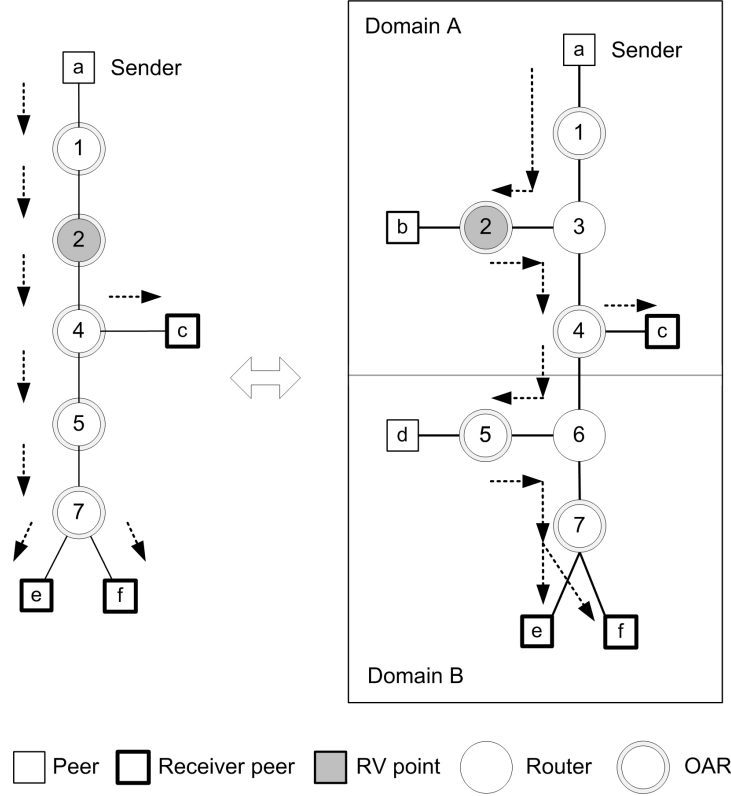 a Sender
1
2
4
c
5
7
e
f
Domain A
a Sender
1
b
2
3
4
c
d
5
6
7
e
f
Domain B
Peer
Receiver peer
RV point
Router
OAR